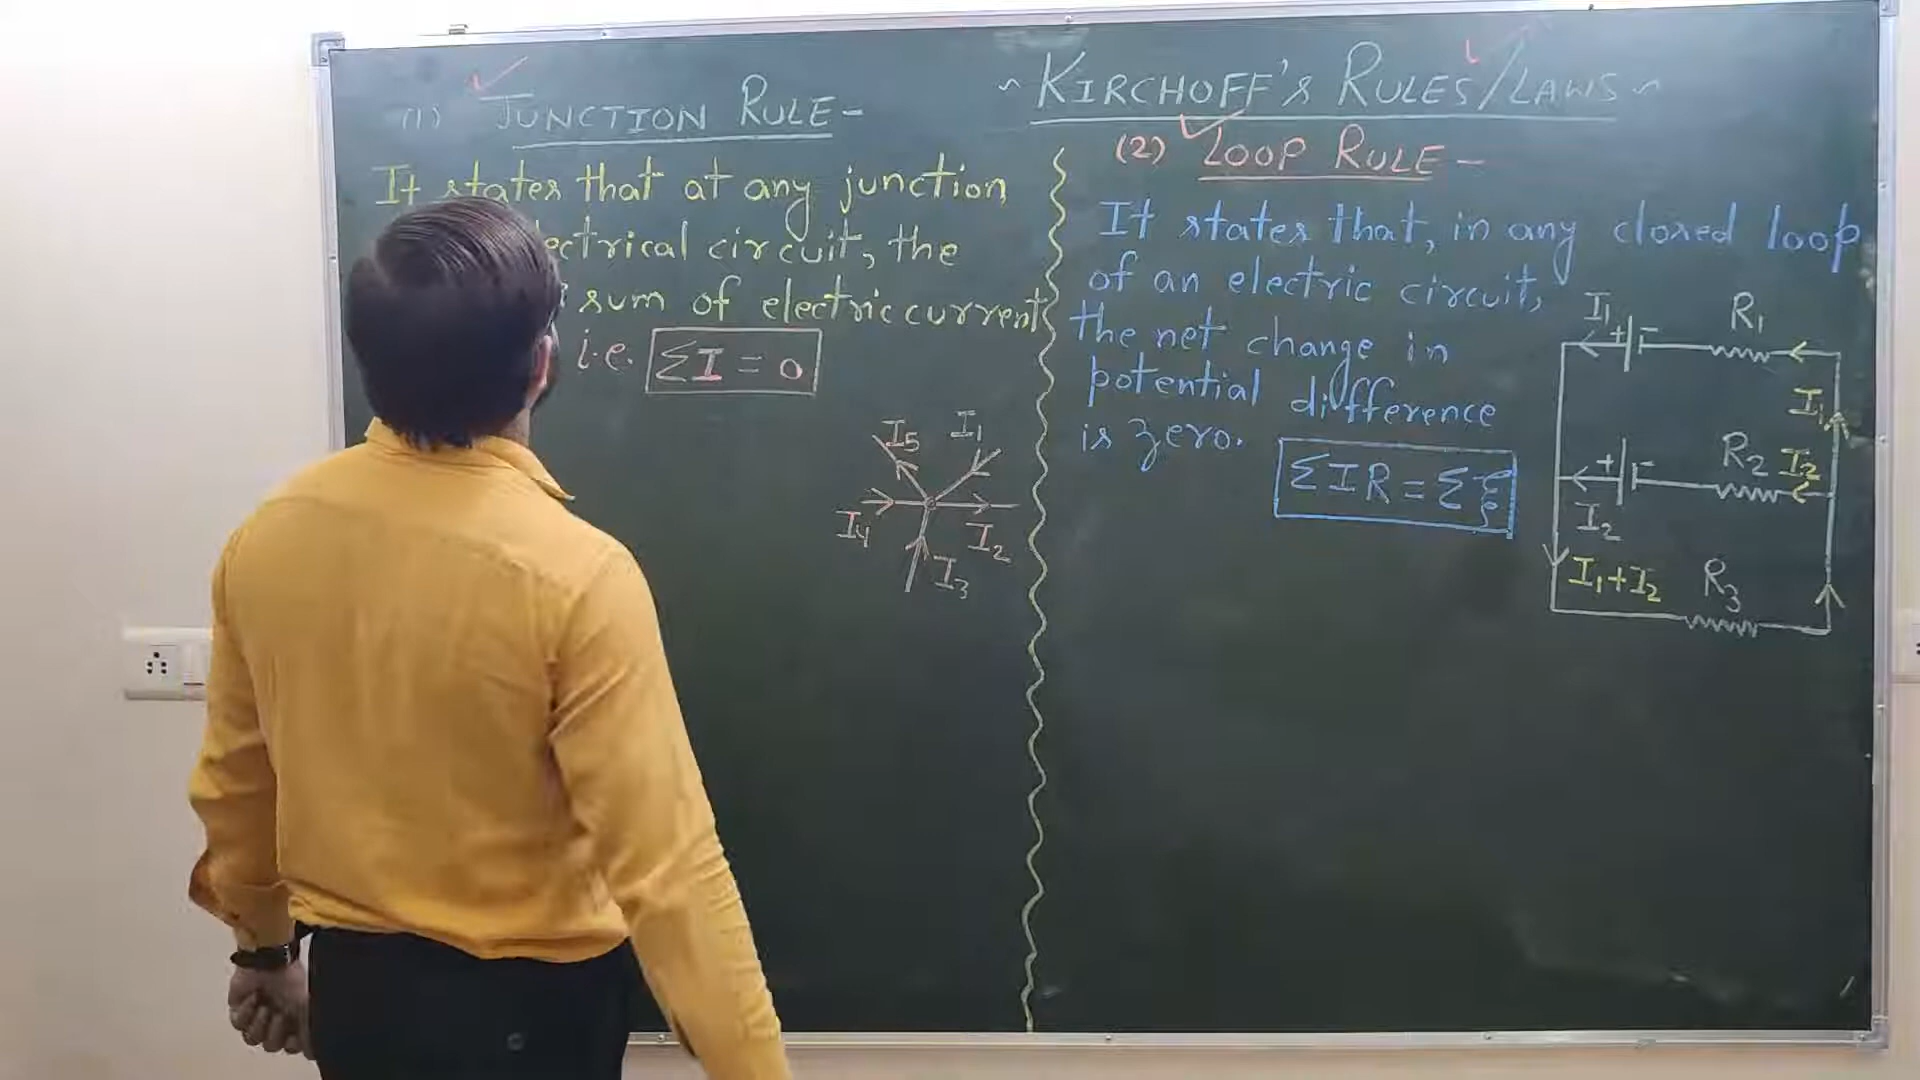 ~ KIRCHOFF'S RULES/LAWS ~
(1) JUNCTION RULE-
It states that at any junction,
circuit, the
sum of electric current
i.e. ΣI = 0
I5 I1
I4 I2
I3
(2) LOOP RULE-
It states that, in any closed loop
of an electric circuit,
the net change in
potential difference
is zero.
ΣIR = Σξ
I1 + - R1
I1
+ - R2 I2
I2
I1+I2 R3